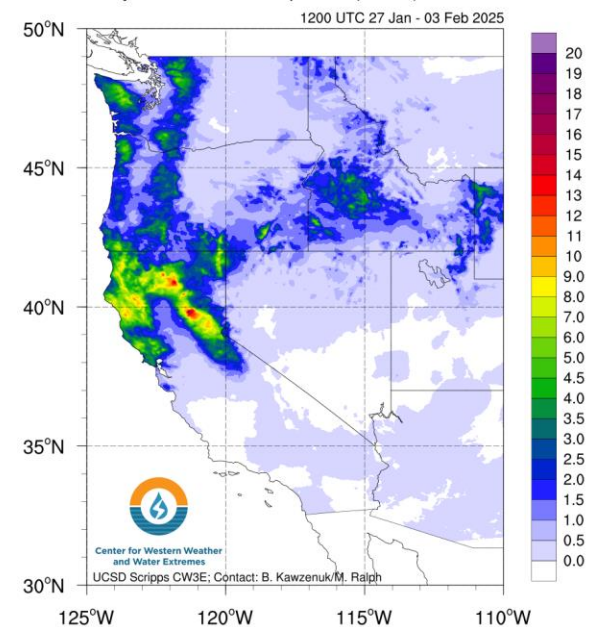 1200 UTC 27 Jan - 03 Feb 2025
50°N
45°N
40°N
35°N
30°N
125°W 120°W 115°W 110°W
20
19
18
17
16
15
14
13
12
11
10
9.0
8.0
7.0
6.0
5.0
4.5
4.0
3.5
3.0
2.5
2.0
1.5
1.0
0.5
0.0
Center for Western Weather
and Water Extremes
UCSD Scripps CW3E; Contact: B. Kawzenuk/M. Ralph